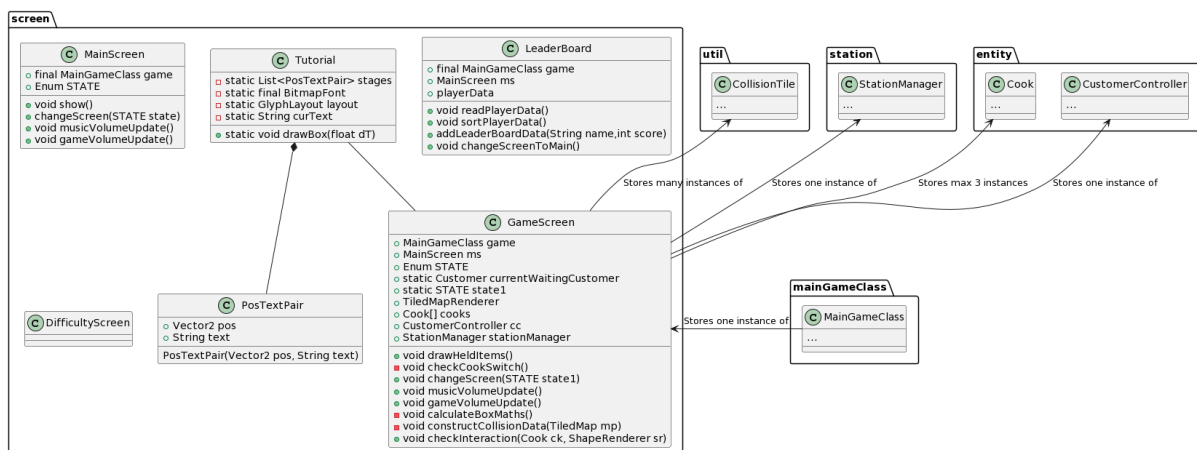 screen
C MainScreen
final MainGameClass game
Enum STATE
void show()
changeScreen(STATE state)
void musicVolumeUpdate()
void gameVolumeUpdate()
C Tutorial
static List<PosTextPair> stages
static final BitmapFont
static GlyphLayout layout
static String curText
static void drawBox(float dT)
C LeaderBoard
final MainGameClass game
MainScreen ms
playerData
void readPlayerData()
void sortPlayerData()
addLeaderBoardData(String name,int score)
void changeScreenToMain()
util
C CollisionTile
...
station
C StationManager
...
entity
C Cook
...
C CustomerController
...
Stores many instances of
Stores one instance of
Stores max 3 instances
Stores one instance of
C GameScreen
MainGameClass game
MainScreen ms
Enum STATE
static Customer currentWaitingCustomer
static STATE state1
TiledMapRenderer
Cook[] cooks
CustomerController cc
StationManager stationManager
void drawHeldItems()
void checkCookSwitch()
void changeScreen(STATE state1)
void musicVolumeUpdate()
void gameVolumeUpdate()
void calculateBoxMaths()
void constructCollisionData(TiledMap mp)
void checkInteraction(Cook ck, ShapeRenderer sr)
C DifficultyScreen
C PosTextPair
Vector2 pos
String text
PosTextPair(Vector2 pos, String text)
Stores one instance of
mainGameClass
C MainGameClass
...